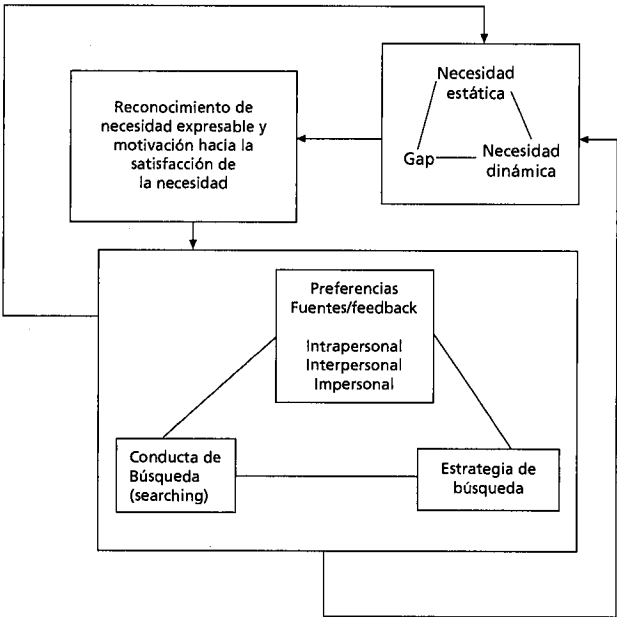 Necesidad
estática
Gap
Necesidad
dinámica
Reconocimiento de
necesidad expresable y
motivación hacia la
satisfacción de
la necesidad
Preferencias
Fuentes/feedback
Intrapersonal
Interpersonal
Impersonal
Conducta de
Búsqueda
(searching)
Estrategia de
búsqueda